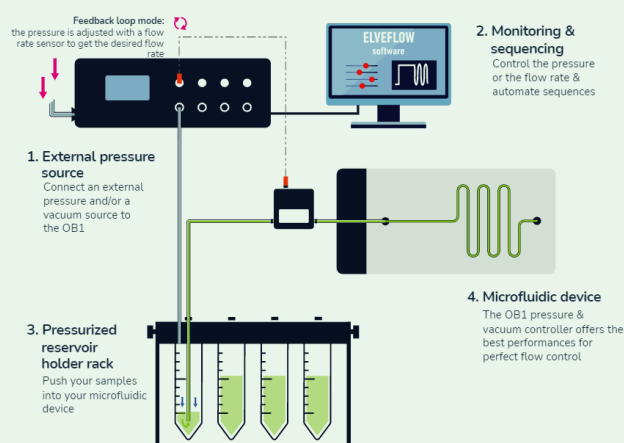 Feedback loop mode:
the pressure is adjusted with a flow
rate sensor to get the desired flow
rate
ELVEFLOW
software
2. Monitoring &
sequencing
Control the pressure
or the flow rate &
automate sequences
1. External pressure
source
Connect an external
pressure and/or a
vacuum source to
the OB1
3. Pressurized
reservoir
holder rack
Push your samples
into your microfluidic
device
4. Microfluidic device
The OB1 pressure &
vacuum controller offers the
best performances for
perfect flow control